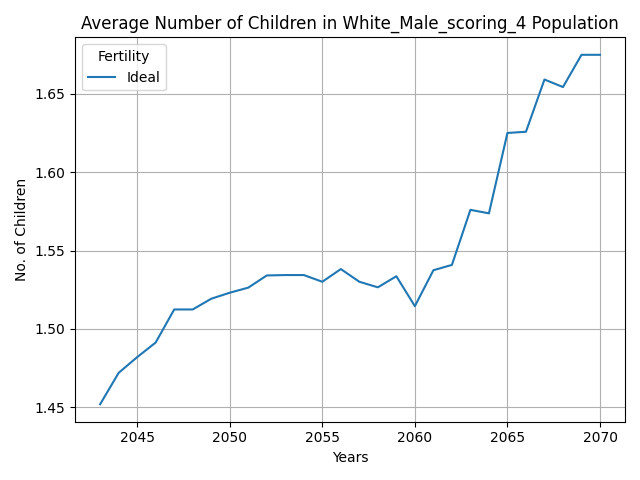 Average Number of Children in White_Male_scoring_4 Population
Fertility
Ideal
No. of Children
1.65
1.60
1.55
1.50
1.45
2045 2050 2055 2060 2065 2070
Years